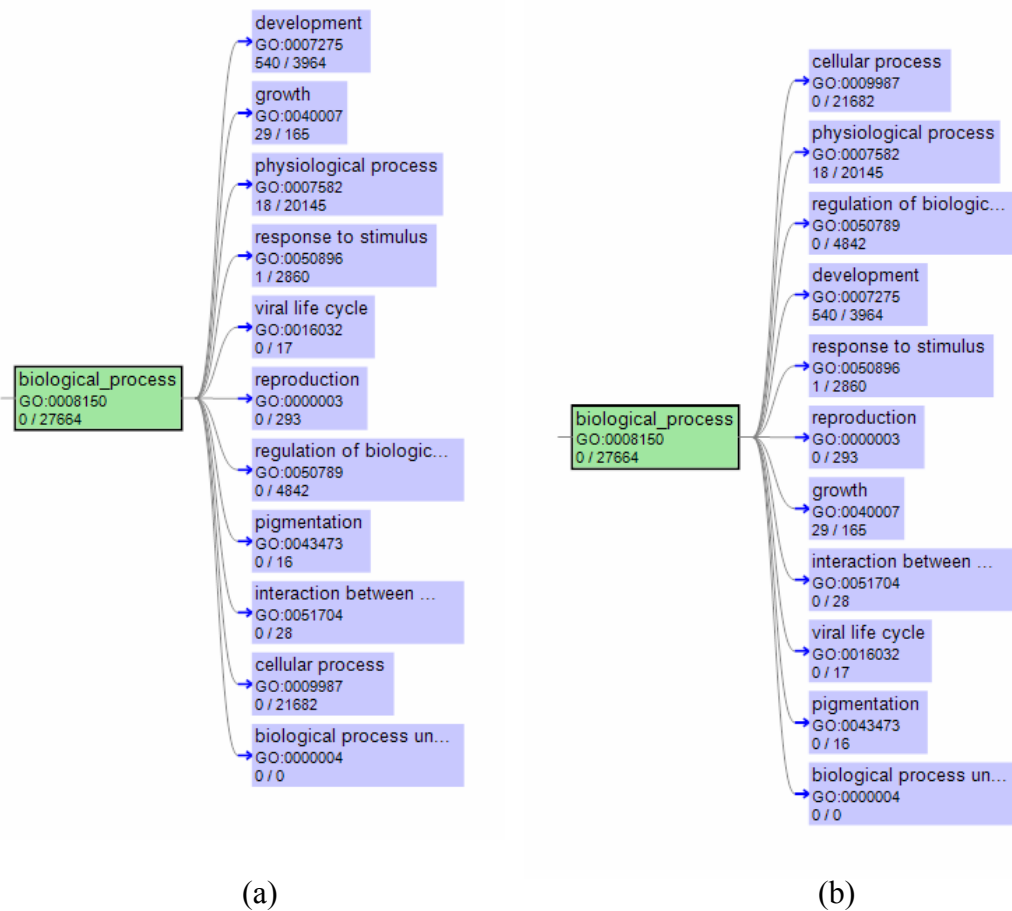 development
GO:0007275
540 / 3964
growth
GO:0040007
29 / 165
physiological process
GO:0007582
18 / 20145
response to stimulus
GO:0050896
1 / 2860
viral life cycle
GO:0016032
0 / 17
biological_process
GO:0008150
0 / 27664
reproduction
GO:0000003
0 / 293
regulation of biologic...
GO:0050789
0 / 4842
pigmentation
GO:0043473
0 / 16
interaction between ...
GO:0051704
0 / 28
cellular process
GO:0009987
0 / 21682
biological process un...
GO:0000004
0 / 0
(a)
cellular process
GO:0009987
0 / 21682
physiological process
GO:0007582
18 / 20145
regulation of biologic...
GO:0050789
0 / 4842
development
GO:0007275
540 / 3964
response to stimulus
GO:0050896
1 / 2860
biological_process
GO:0008150
0 / 27664
reproduction
GO:0000003
0 / 293
growth
GO:0040007
29 / 165
interaction between ...
GO:0051704
0 / 28
viral life cycle
GO:0016032
0 / 17
pigmentation
GO:0043473
0 / 16
biological process un...
GO:0000004
0 / 0
(b)